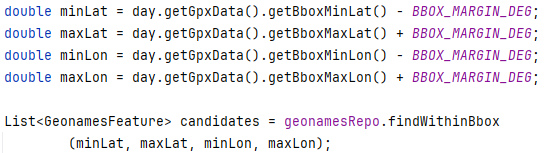 double minLat = day.getGpxData().getBboxMinLat() - BBOX_MARGIN_DEG;
double maxLat = day.getGpxData().getBboxMaxLat() + BBOX_MARGIN_DEG;
double minLon = day.getGpxData().getBboxMinLon() - BBOX_MARGIN_DEG;
double maxLon = day.getGpxData().getBboxMaxLon() + BBOX_MARGIN_DEG;

List<GeonamesFeature> candidates = geonamesRepo.findWithinBbox
        (minLat, maxLat, minLon, maxLon);